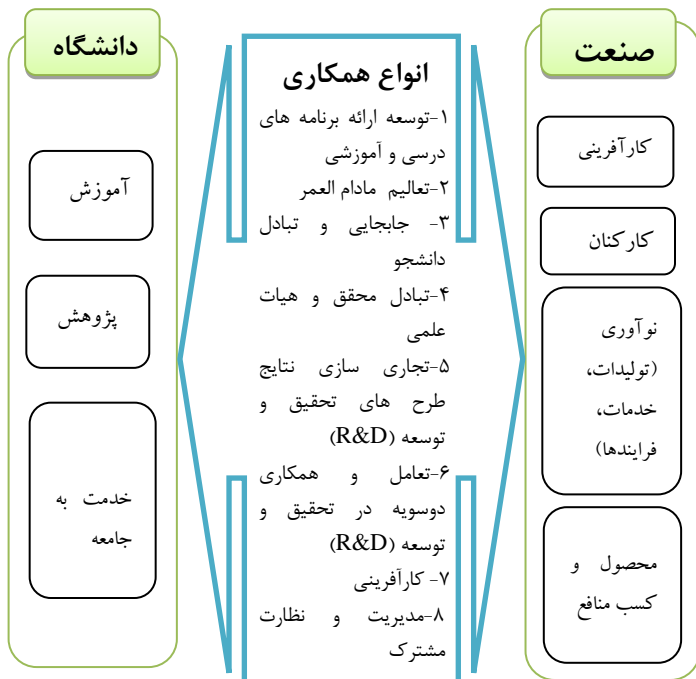 صنعت
کارآفرینی
کارکنان
نوآوری
(تولیدات،
خدمات،
فرایندها)
محصول و
کسب منافع
انواع همکاری
۱-توسعه ارائه برنامه های
درسی و آموزشی
۲-تعالیم مادام العمر
۳- جابجایی و تبادل
دانشجو
۴-تبادل محقق و هیات
علمی
۵-تجاری سازی نتایج
طرح های تحقیق و
توسعه (R&D)
۶-تعامل و همکاری
دوسویه در تحقیق و
توسعه (R&D)
۷- کارآفرینی
۸-مدیریت و نظارت
مشترک
دانشگاه
آموزش
پژوهش
خدمت به
جامعه